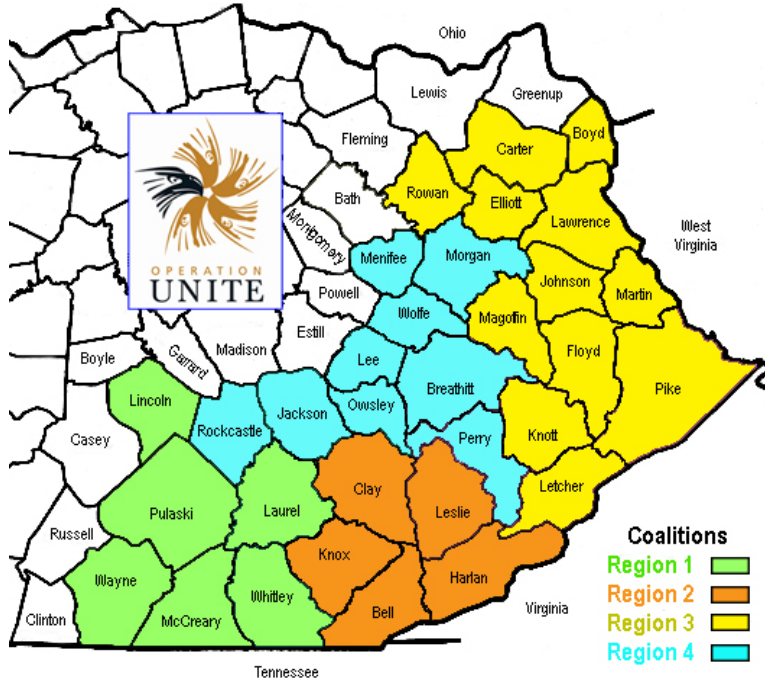 Ohio
Lewis
Greenup
Boyd
Carter
Fleming
Rowan
Elliott
Bath
Lawrence
Montgomery
West
Virginia
Menifee
Morgan
OPERATION
UNITE
Powell
Johnson
Martin
Wolfe
Magoffin
Estill
Madison
Boyle
Garrard
Lee
Floyd
Breathitt
Pike
Lincoln
Owsley
Jackson
Rockcastle
Casey
Perry
Knott
Clay
Letcher
Pulaski
Laurel
Leslie
Russell
Coalitions
Knox
Region 1
Wayne
Harlan
Whitley
Region 2
Virginia
Bell
Clinton
McCreary
Region 3
Region 4
Tennessee